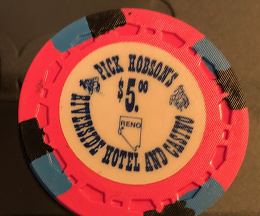 PICK HOBSON'S
$5.00
RENO
RIVERSIDE HOTEL AND CASINO